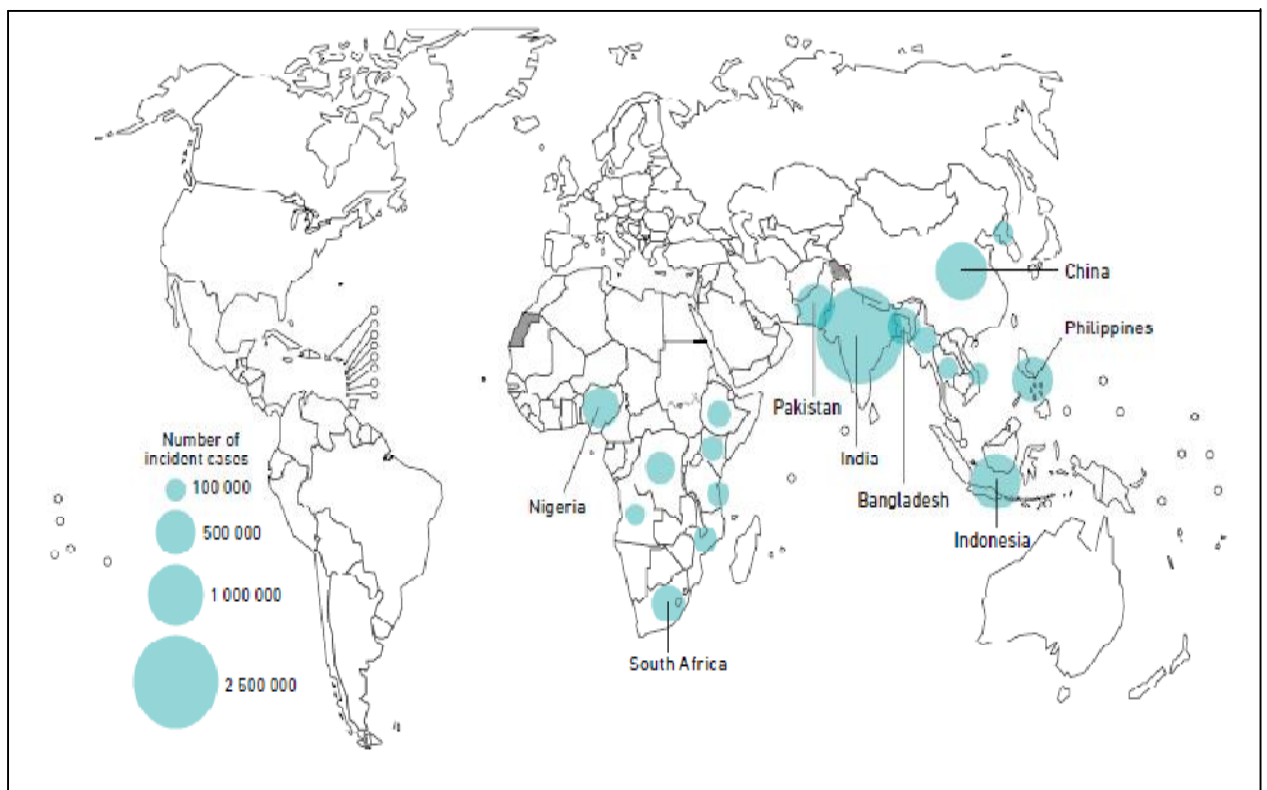 China
Philippines
Pakistan
India
Bangladesh
Indonesia
Nigeria
South Africa
Number of
incident cases
100 000
500 000
1 000 000
2 500 000